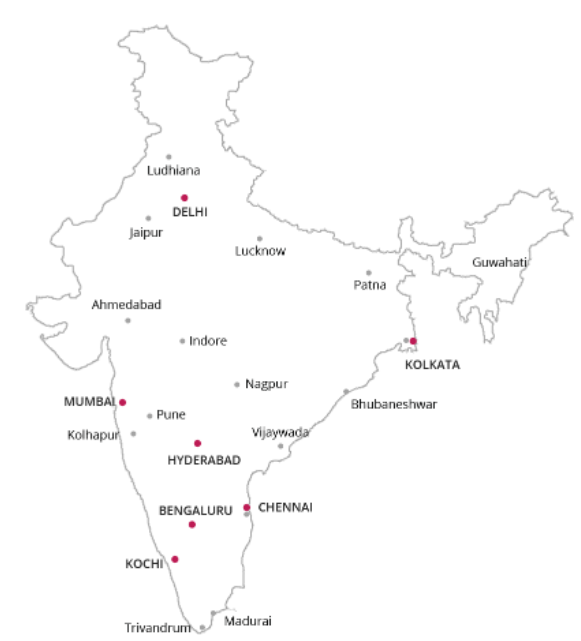 Ludhiana
DELHI
Jaipur
Lucknow
Guwahati
Patna
Ahmedabad
Indore
KOLKATA
Nagpur
MUMBAI
Bhubaneshwar
Pune
Kolhapur
Vijaywada
HYDERABAD
BENGALURU
CHENNAI
KOCHI
Madurai
Trivandrum